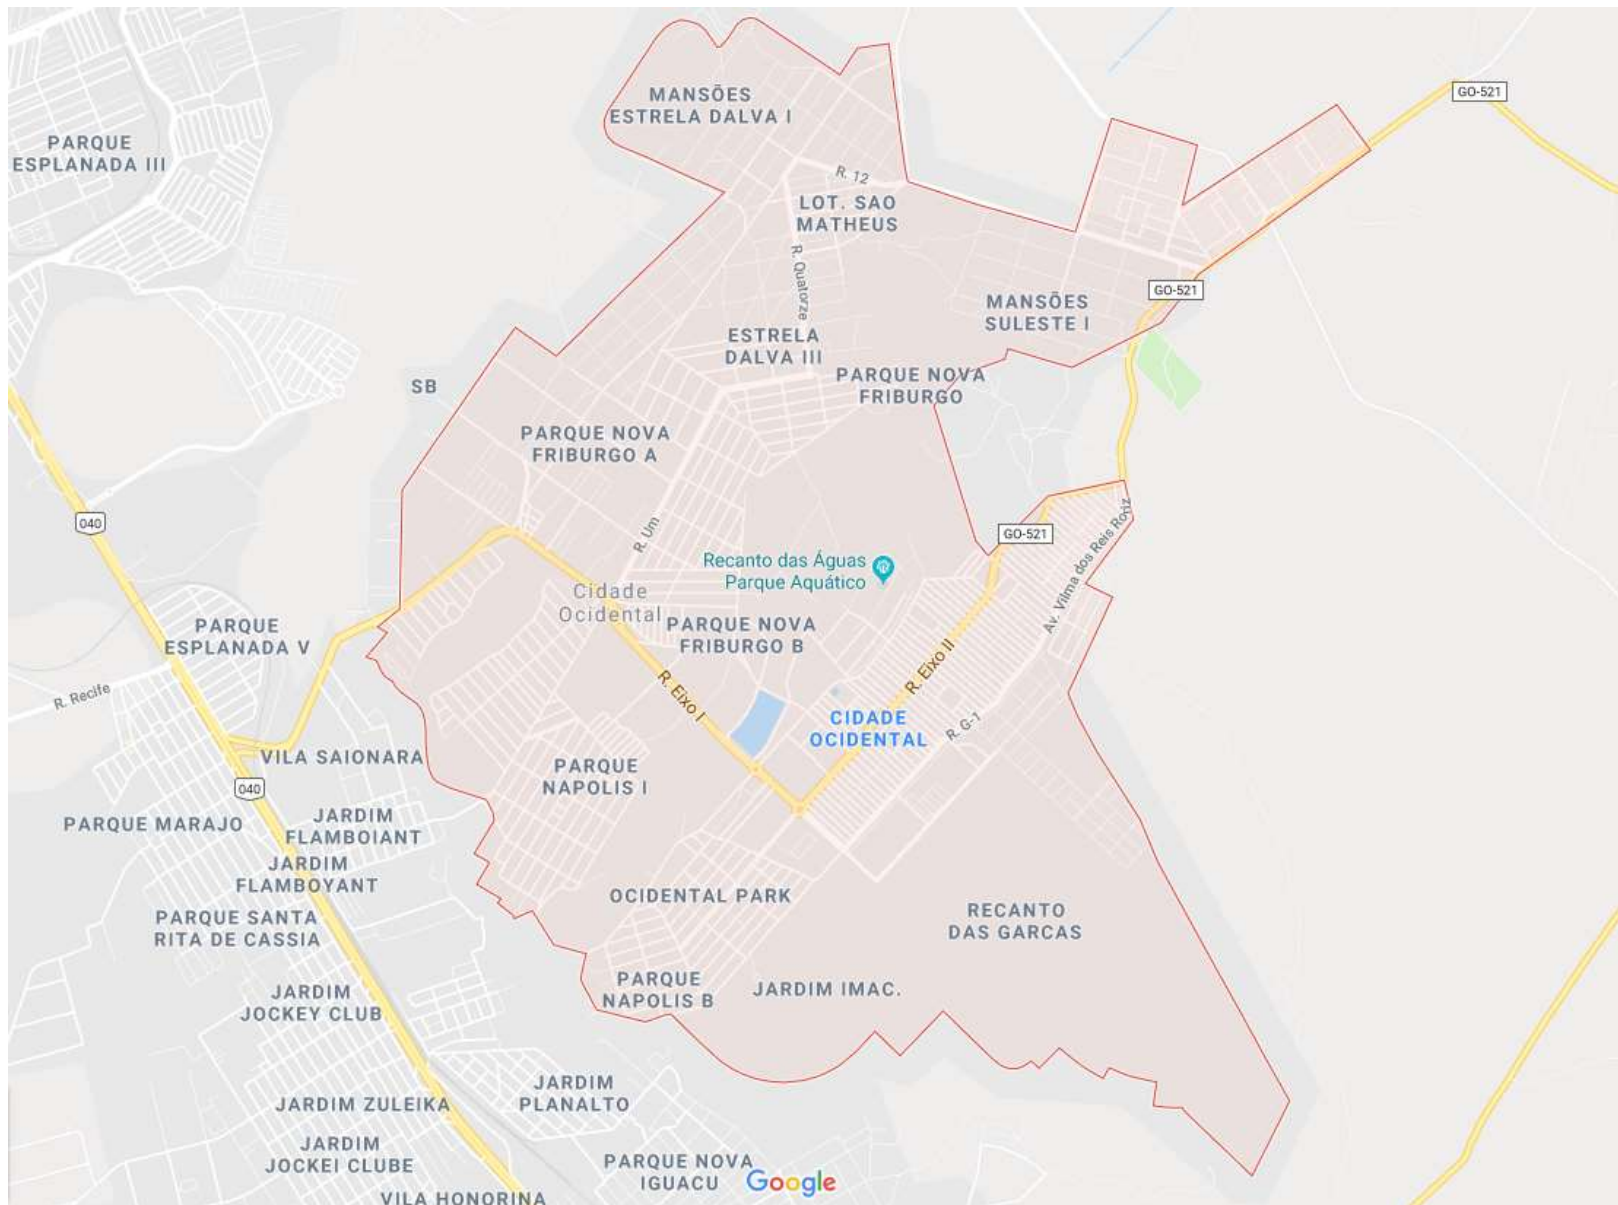 GO-521
MANSÕES
ESTRELA DALVA I
PARQUE
ESPLANADA III
R. 12
LOT. SAO
MATHEUS
R. Quatorze
GO-521
MANSÕES
SULESTE I
ESTRELA
DALVA III
PARQUE NOVA
FRIBURGO
SB
PARQUE NOVA
FRIBURGO A
040
R. Um
GO-521
Av. Vilma dos Reis Roriz
Recanto das Águas
Parque Aquático
Cidade
Ocidental
PARQUE NOVA
FRIBURGO B
PARQUE
ESPLANADA V
R. Recife
R. Eixo I
R. Eixo II
CIDADE
OCIDENTAL
R. G-1
VILA SAIONARA
PARQUE
NAPOLIS I
040
PARQUE MARAJO
JARDIM
FLAMBOIANT
JARDIM
FLAMBOYANT
OCIDENTAL PARK
PARQUE SANTA
RITA DE CASSIA
RECANTO
DAS GARCAS
JARDIM
JOCKEY CLUB
PARQUE
NAPOLIS B
JARDIM IMAC.
JARDIM
PLANALTO
JARDIM ZULEIKA
JARDIM
JOCKEI CLUBE
PARQUE NOVA
IGUACU
Google
VILA HONORINA